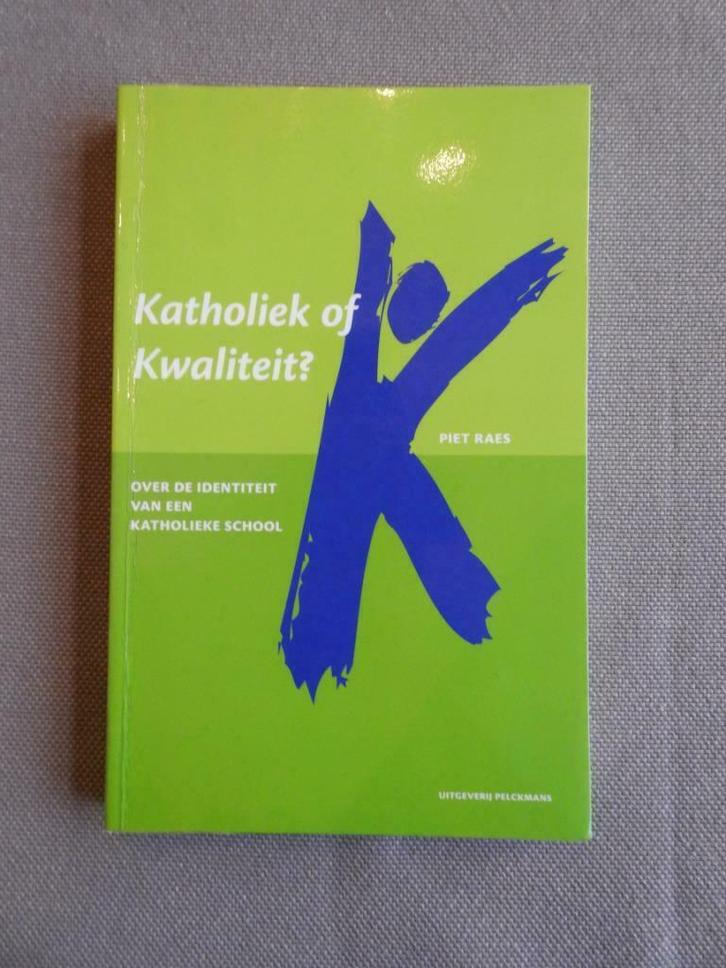 Katholiek of
Kwaliteit?
PIET RAES
OVER DE IDENTITEIT
VAN EEN
KATHOLIEKE SCHOOL
UITGEVERIJ PELCKMANS